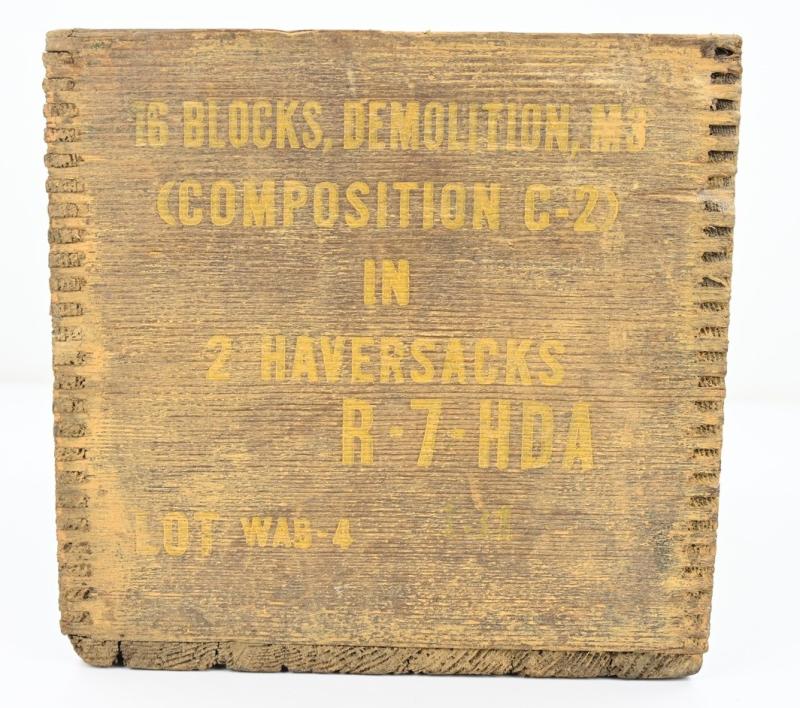 16 BLOCKS, DEMOLITION, M3
(COMPOSITION C-2)
IN
2 HAVERSACKS
R-7-HDA
LOT WAB-4